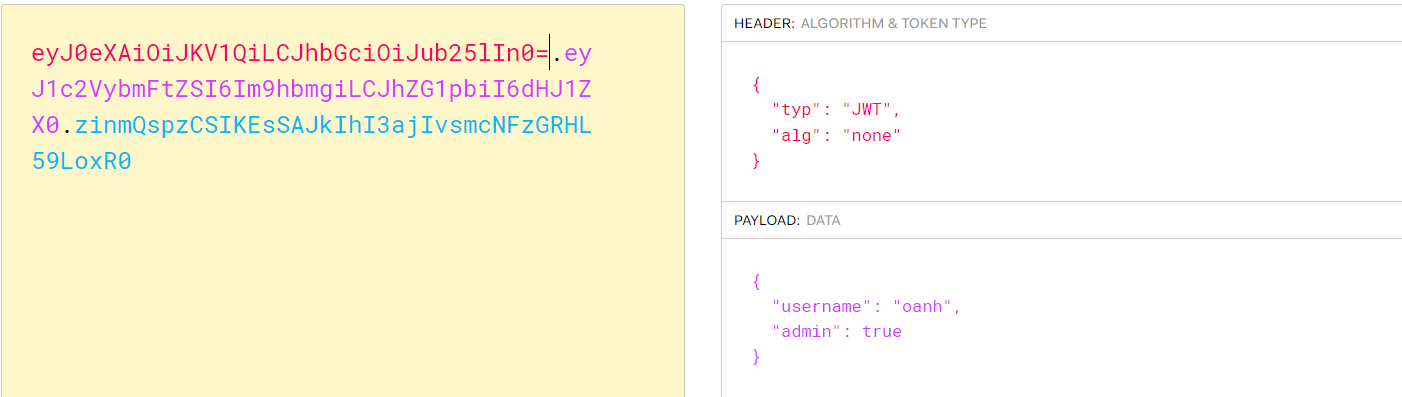 eyJ0eXAiOiJKV1QiLCJhbGciOiJub25lIn0=.ey
J1c2VybmFtZSI6Im9hbmgiLCJhZG1pbiI6dHJ1Z
X0.zinmQspzCSIKEsSAJkIhI3ajIvsmcNFzGRHL
59LoxR0
HEADER: ALGORITHM & TOKEN TYPE
{
"typ": "JWT",
"alg": "none"
}
PAYLOAD: DATA
{
"username": "oanh",
"admin": true
}